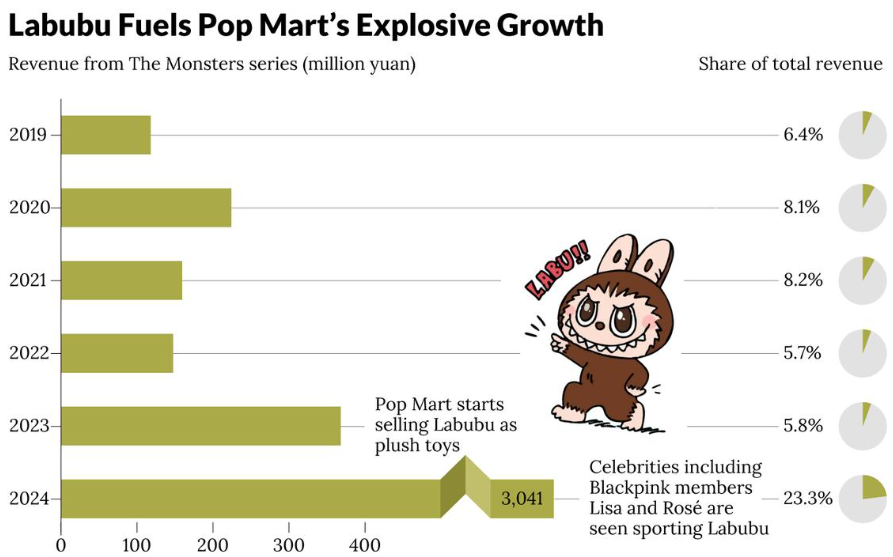 Labubu Fuels Pop Mart’s Explosive Growth
Revenue from The Monsters series (million yuan)
Share of total revenue
2019
6.4%
2020
8.1%
LABU!!
2021
8.2%
2022
5.7%
2023
Pop Mart starts
selling Labubu as
plush toys
5.8%
2024
3,041
Celebrities including
Blackpink members
Lisa and Rosé are
seen sporting Labubu
23.3%
0 100 200 300 400